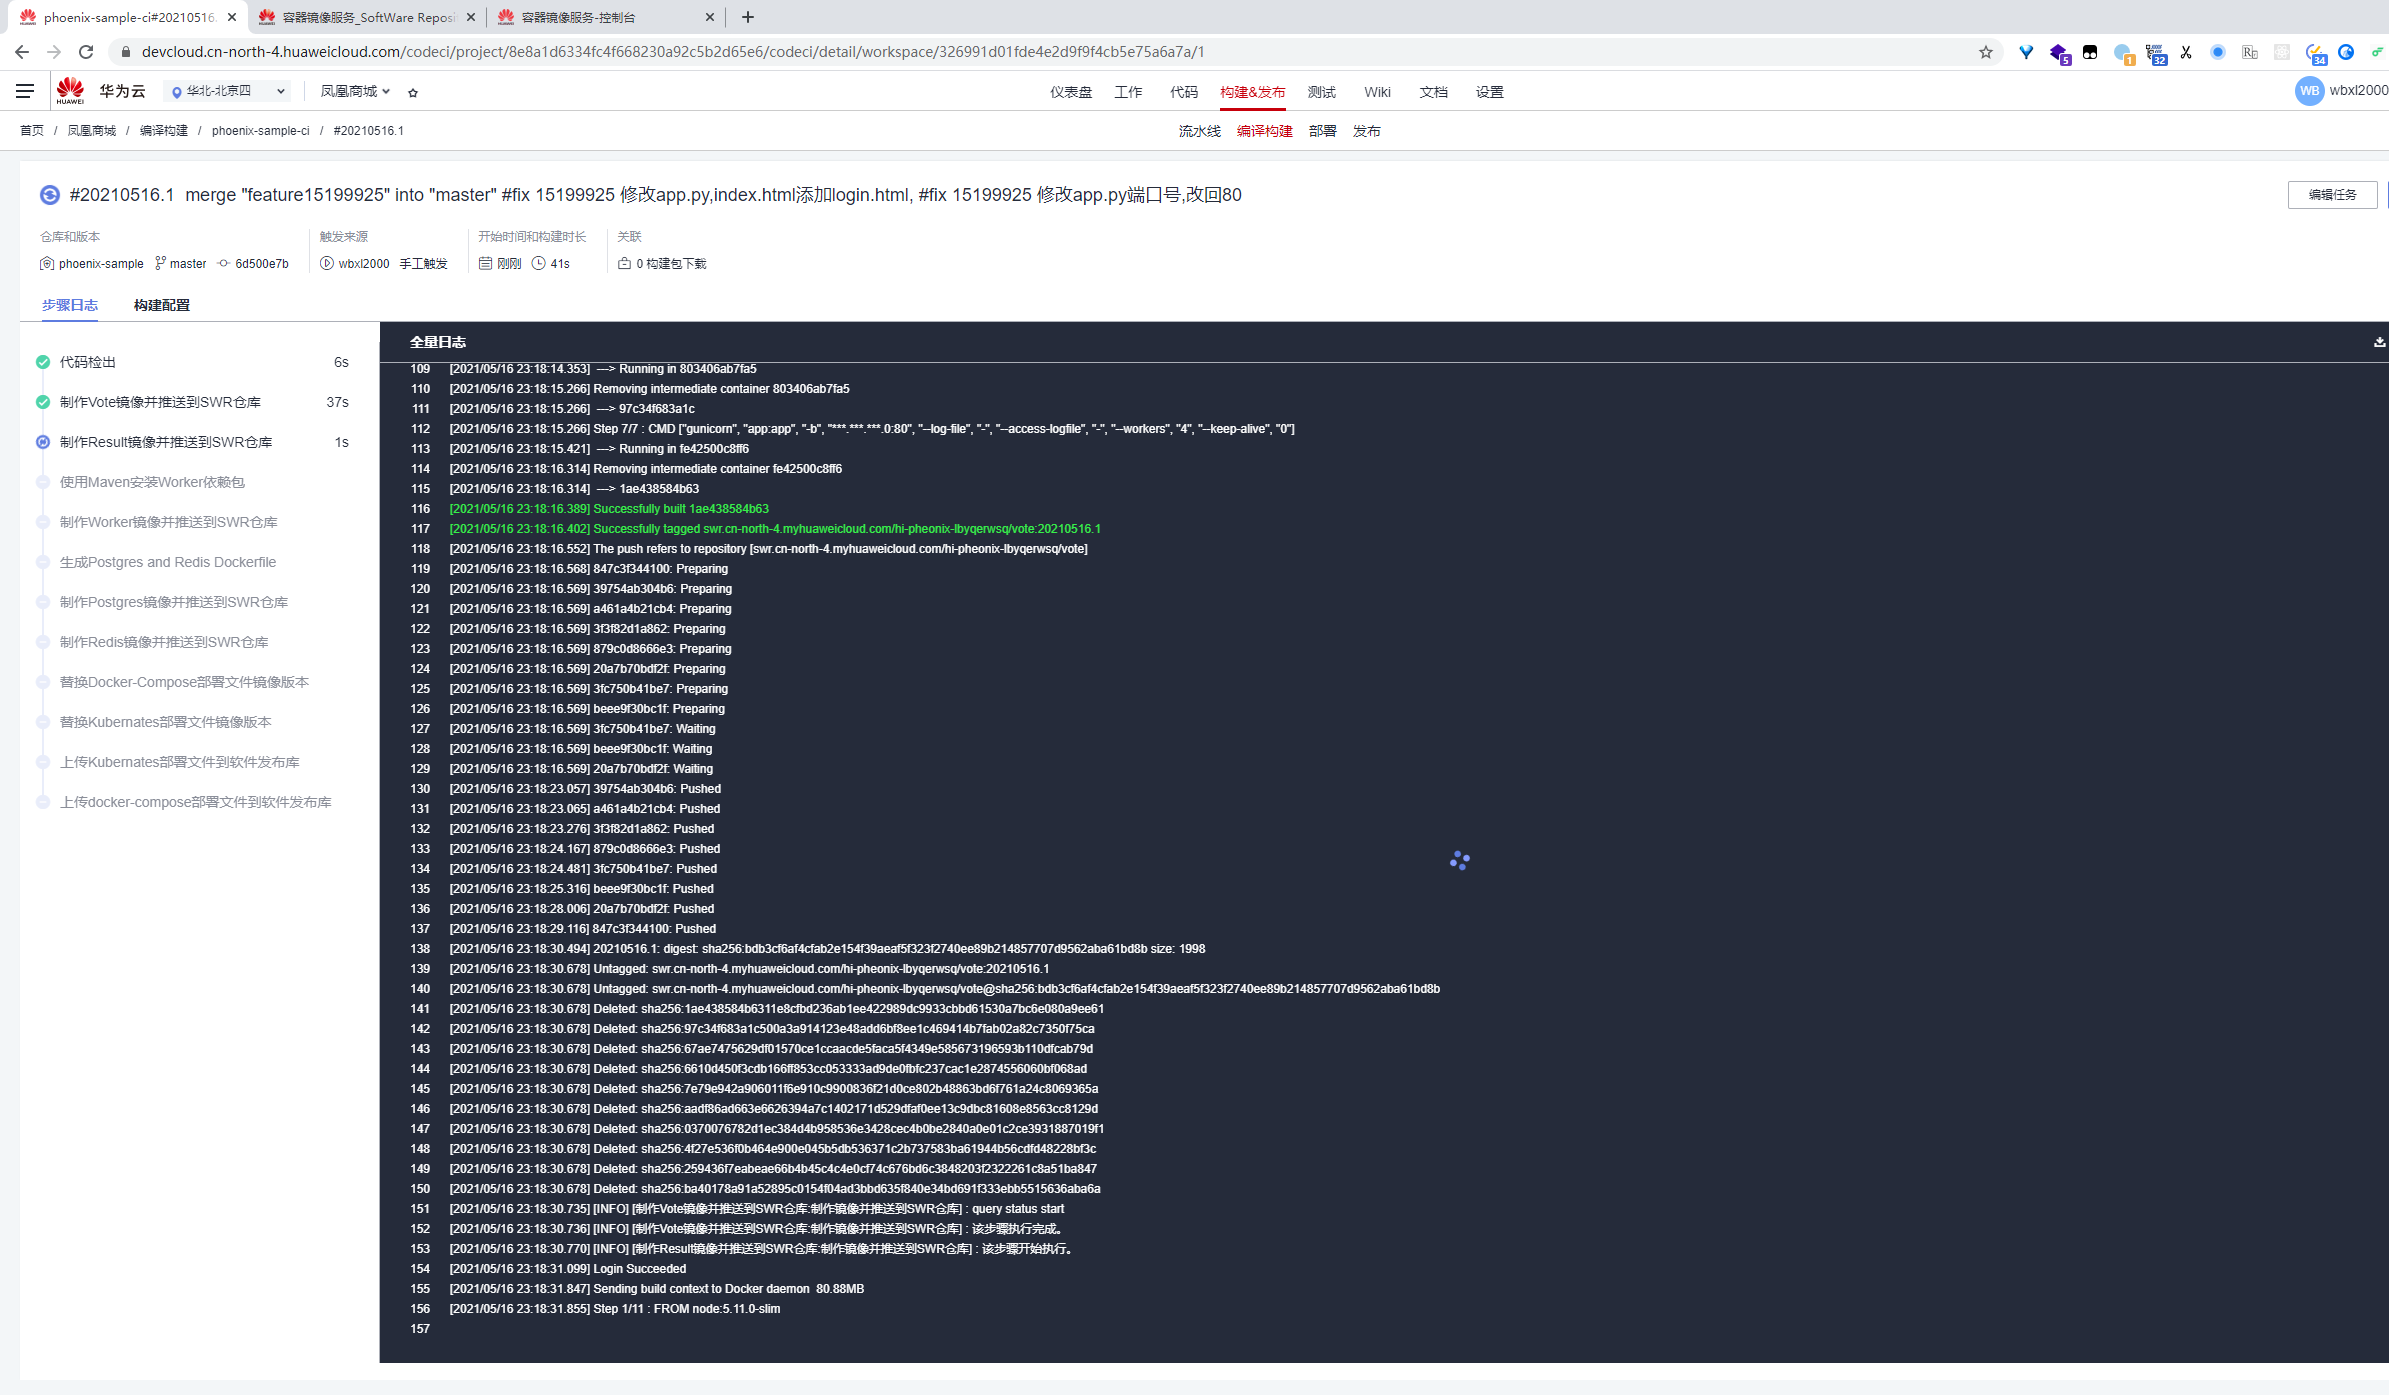 phoenix-sample-ci#20210516.
容器镜像服务_SoftWare Reposi
容器镜像服务-控制台
devcloud.cn-north-4.huaweicloud.com/codeci/project/8e8a1d6334fc4f668230a92c5b2d65e6/codeci/detail/workspace/326991d01fde4e2d9f9f4cb5e75a6a7a/1
5
1
32
34
HUAWEI
华为云
华北-北京四
凤凰商城
仪表盘 工作 代码 构建&发布 测试 Wiki 文档 设置
WB wbxl2000
首页 / 凤凰商城 / 编译构建 / phoenix-sample-ci / #20210516.1
流水线 编译构建 部署 发布
#20210516.1 merge "feature15199925" into "master" #fix 15199925 修改app.py,index.html添加login.html, #fix 15199925 修改app.py端口号,改回80
编辑任务
仓库和版本 触发来源 开始时间和构建时长 关联
phoenix-sample master 6d500e7b wbxl2000 手工触发 刚刚 41s 0 构建包下载
步骤日志 构建配置
代码检出 6s
制作Vote镜像并推送到SWR仓库 37s
制作Result镜像并推送到SWR仓库 1s
使用Maven安装Worker依赖包
制作Worker镜像并推送到SWR仓库
生成Postgres and Redis Dockerfile
制作Postgres镜像并推送到SWR仓库
制作Redis镜像并推送到SWR仓库
替换Docker-Compose部署文件镜像版本
替换Kubernates部署文件镜像版本
上传Kubernates部署文件到软件发布库
上传docker-compose部署文件到软件发布库
全量日志
109 [2021/05/16 23:18:14.353] ---> Running in 803406ab7fa5
110 [2021/05/16 23:18:15.266] Removing intermediate container 803406ab7fa5
111 [2021/05/16 23:18:15.266] ---> 97c34f683a1c
112 [2021/05/16 23:18:15.266] Step 7/7 : CMD ["gunicorn", "app:app", "-b", "***.***.***.0:80", "--log-file", "-", "--access-logfile", "-", "--workers", "4", "--keep-alive", "0"]
113 [2021/05/16 23:18:15.421] ---> Running in fe42500c8ff6
114 [2021/05/16 23:18:16.314] Removing intermediate container fe42500c8ff6
115 [2021/05/16 23:18:16.314] ---> 1ae438584b63
116 [2021/05/16 23:18:16.389] Successfully built 1ae438584b63
117 [2021/05/16 23:18:16.402] Successfully tagged swr.cn-north-4.myhuaweicloud.com/hi-pheonix-lbyqerwsq/vote:20210516.1
118 [2021/05/16 23:18:16.552] The push refers to repository [swr.cn-north-4.myhuaweicloud.com/hi-pheonix-lbyqerwsq/vote]
119 [2021/05/16 23:18:16.568] 847c3f344100: Preparing
120 [2021/05/16 23:18:16.569] 39754ab304b6: Preparing
121 [2021/05/16 23:18:16.569] a461a4b21cb4: Preparing
122 [2021/05/16 23:18:16.569] 3f3f82d1a862: Preparing
123 [2021/05/16 23:18:16.569] 879c0d8666e3: Preparing
124 [2021/05/16 23:18:16.569] 20a7b70bdf2f: Preparing
125 [2021/05/16 23:18:16.569] 3fc750b41be7: Preparing
126 [2021/05/16 23:18:16.569] beee9f30bc1f: Preparing
127 [2021/05/16 23:18:16.569] 3fc750b41be7: Waiting
128 [2021/05/16 23:18:16.569] beee9f30bc1f: Waiting
129 [2021/05/16 23:18:16.569] 20a7b70bdf2f: Waiting
130 [2021/05/16 23:18:23.057] 39754ab304b6: Pushed
131 [2021/05/16 23:18:23.065] a461a4b21cb4: Pushed
132 [2021/05/16 23:18:23.276] 3f3f82d1a862: Pushed
133 [2021/05/16 23:18:24.167] 879c0d8666e3: Pushed
134 [2021/05/16 23:18:24.481] 3fc750b41be7: Pushed
135 [2021/05/16 23:18:25.316] beee9f30bc1f: Pushed
136 [2021/05/16 23:18:28.006] 20a7b70bdf2f: Pushed
137 [2021/05/16 23:18:29.116] 847c3f344100: Pushed
138 [2021/05/16 23:18:30.494] 20210516.1: digest: sha256:bdb3cf6af4cfab2e154f39aeaf5f323f2740ee89b214857707d9562aba61bd8b size: 1998
139 [2021/05/16 23:18:30.678] Untagged: swr.cn-north-4.myhuaweicloud.com/hi-pheonix-lbyqerwsq/vote:20210516.1
140 [2021/05/16 23:18:30.678] Untagged: swr.cn-north-4.myhuaweicloud.com/hi-pheonix-lbyqerwsq/vote@sha256:bdb3cf6af4cfab2e154f39aeaf5f323f2740ee89b214857707d9562aba61bd8b
141 [2021/05/16 23:18:30.678] Deleted: sha256:1ae438584b6311e8cfbd236ab1ee422989dc9933cbbd61530a7bc6e080a9ee61
142 [2021/05/16 23:18:30.678] Deleted: sha256:97c34f683a1c500a3a914123e48add6bf8ee1c469414b7fab02a82c7350f75ca
143 [2021/05/16 23:18:30.678] Deleted: sha256:67ae7475629df01570ce1ccaacde5faca5f4349e585673196593b110dfcab79d
144 [2021/05/16 23:18:30.678] Deleted: sha256:6610d450f3cdb166ff853cc053333ad9de0fbfc237cac1e2874556060bf068ad
145 [2021/05/16 23:18:30.678] Deleted: sha256:7e79e942a906011f6e910c9900836f21d0ce802b48863bd6f761a24c8069365a
146 [2021/05/16 23:18:30.678] Deleted: sha256:aadf86ad663e6626394a7c1402171d529dfaf0ee13c9dbc81608e8563cc8129d
147 [2021/05/16 23:18:30.678] Deleted: sha256:0370076782d1ec384d4b958536e3428cec4b0be2840a0e01c2ce3931887019f1
148 [2021/05/16 23:18:30.678] Deleted: sha256:4f27e536f0b464e900e045b5db536371c2b737583ba61944b56cdfd48228bf3c
149 [2021/05/16 23:18:30.678] Deleted: sha256:259436f7eabeae66b4b45c4c4e0cf74c676bd6c3848203f2322261c8a51ba847
150 [2021/05/16 23:18:30.678] Deleted: sha256:ba40178a91a52895c0154f04ad3bbd635f840e34bd691f333ebb5515636aba6a
151 [2021/05/16 23:18:30.735] [INFO] [制作Vote镜像并推送到SWR仓库:制作镜像并推送到SWR仓库] : query status start
152 [2021/05/16 23:18:30.736] [INFO] [制作Vote镜像并推送到SWR仓库:制作镜像并推送到SWR仓库] : 该步骤执行完成。
153 [2021/05/16 23:18:30.770] [INFO] [制作Result镜像并推送到SWR仓库:制作镜像并推送到SWR仓库] : 该步骤开始执行。
154 [2021/05/16 23:18:31.099] Login Succeeded
155 [2021/05/16 23:18:31.847] Sending build context to Docker daemon 80.88MB
156 [2021/05/16 23:18:31.855] Step 1/11 : FROM node:5.11.0-slim
157